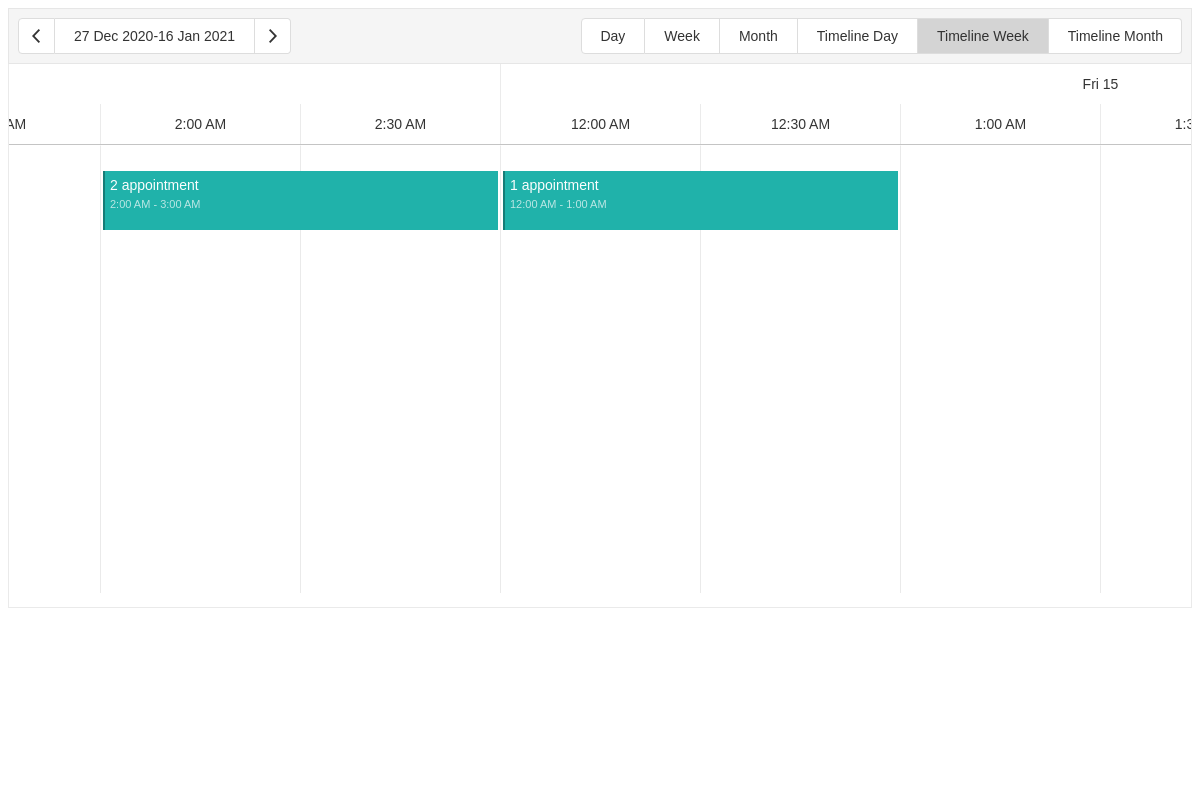 27 Dec 2020-16 Jan 2021 Day Week Month Timeline Day Timeline Week Timeline Month
Fri 15
AM 2:00 AM 2:30 AM 12:00 AM 12:30 AM 1:00 AM
2 appointment 1 appointment
2:00 AM - 3:00 AM 12:00 AM - 1:00 AM